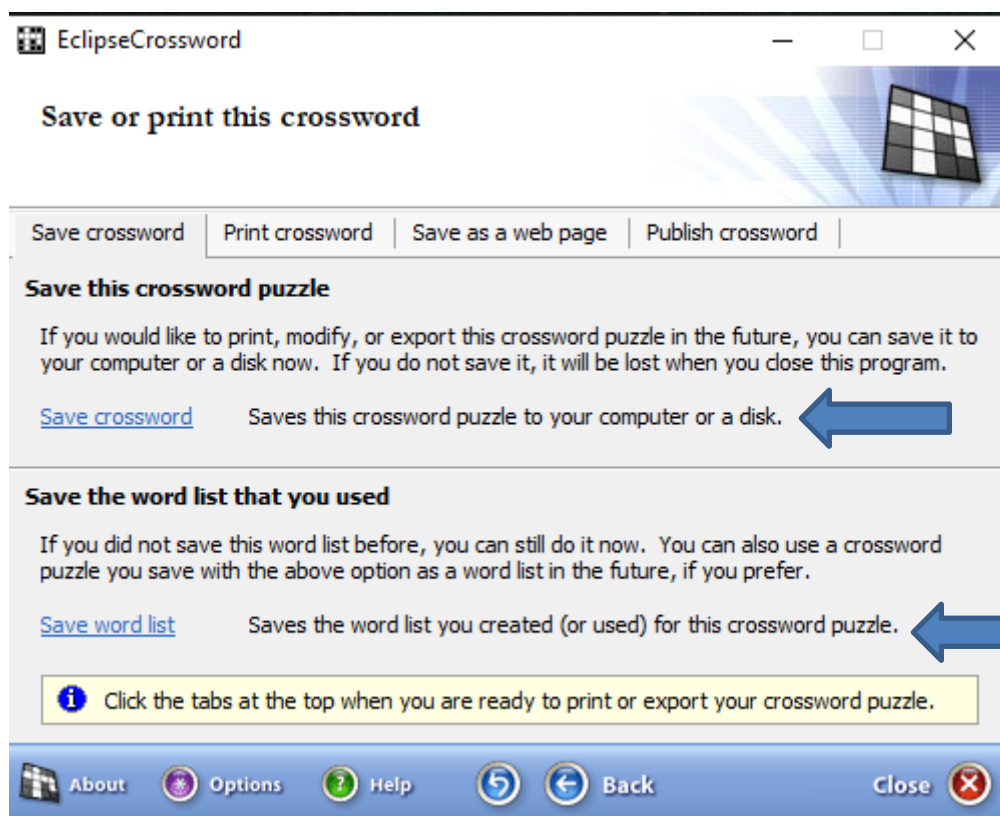 EclipseCrossword
Save or print this crossword
Save crossword Print crossword Save as a web page Publish crossword
Save this crossword puzzle
If you would like to print, modify, or export this crossword puzzle in the future, you can save it to
your computer or a disk now. If you do not save it, it will be lost when you close this program.
Save crossword Saves this crossword puzzle to your computer or a disk.
Save the word list that you used
If you did not save this word list before, you can still do it now. You can also use a crossword
puzzle you save with the above option as a word list in the future, if you prefer.
Save word list Saves the word list you created (or used) for this crossword puzzle.
Click the tabs at the top when you are ready to print or export your crossword puzzle.
About Options Help Back Close